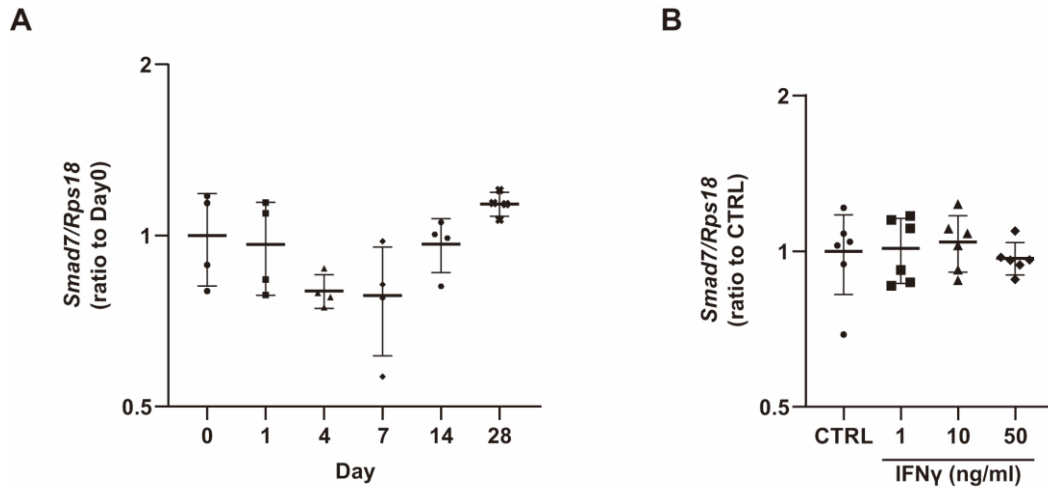 A
Smad7/Rps18
(ratio to Day0)
2
1
0.5
0 1 4 7 14 28
Day
B
Smad7/Rps18
(ratio to CTRL)
2
1
0.5
CTRL 1 10 50
IFNγ (ng/ml)